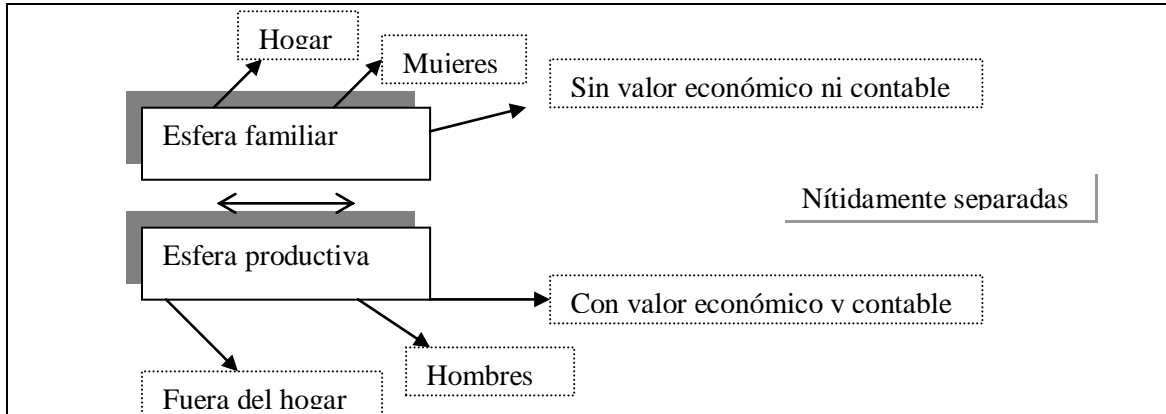 Hogar
Mujeres
Sin valor económico ni contable
Esfera familiar
Nítidamente separadas
Esfera productiva
Con valor económico y contable
Hombres
Fuera del hogar